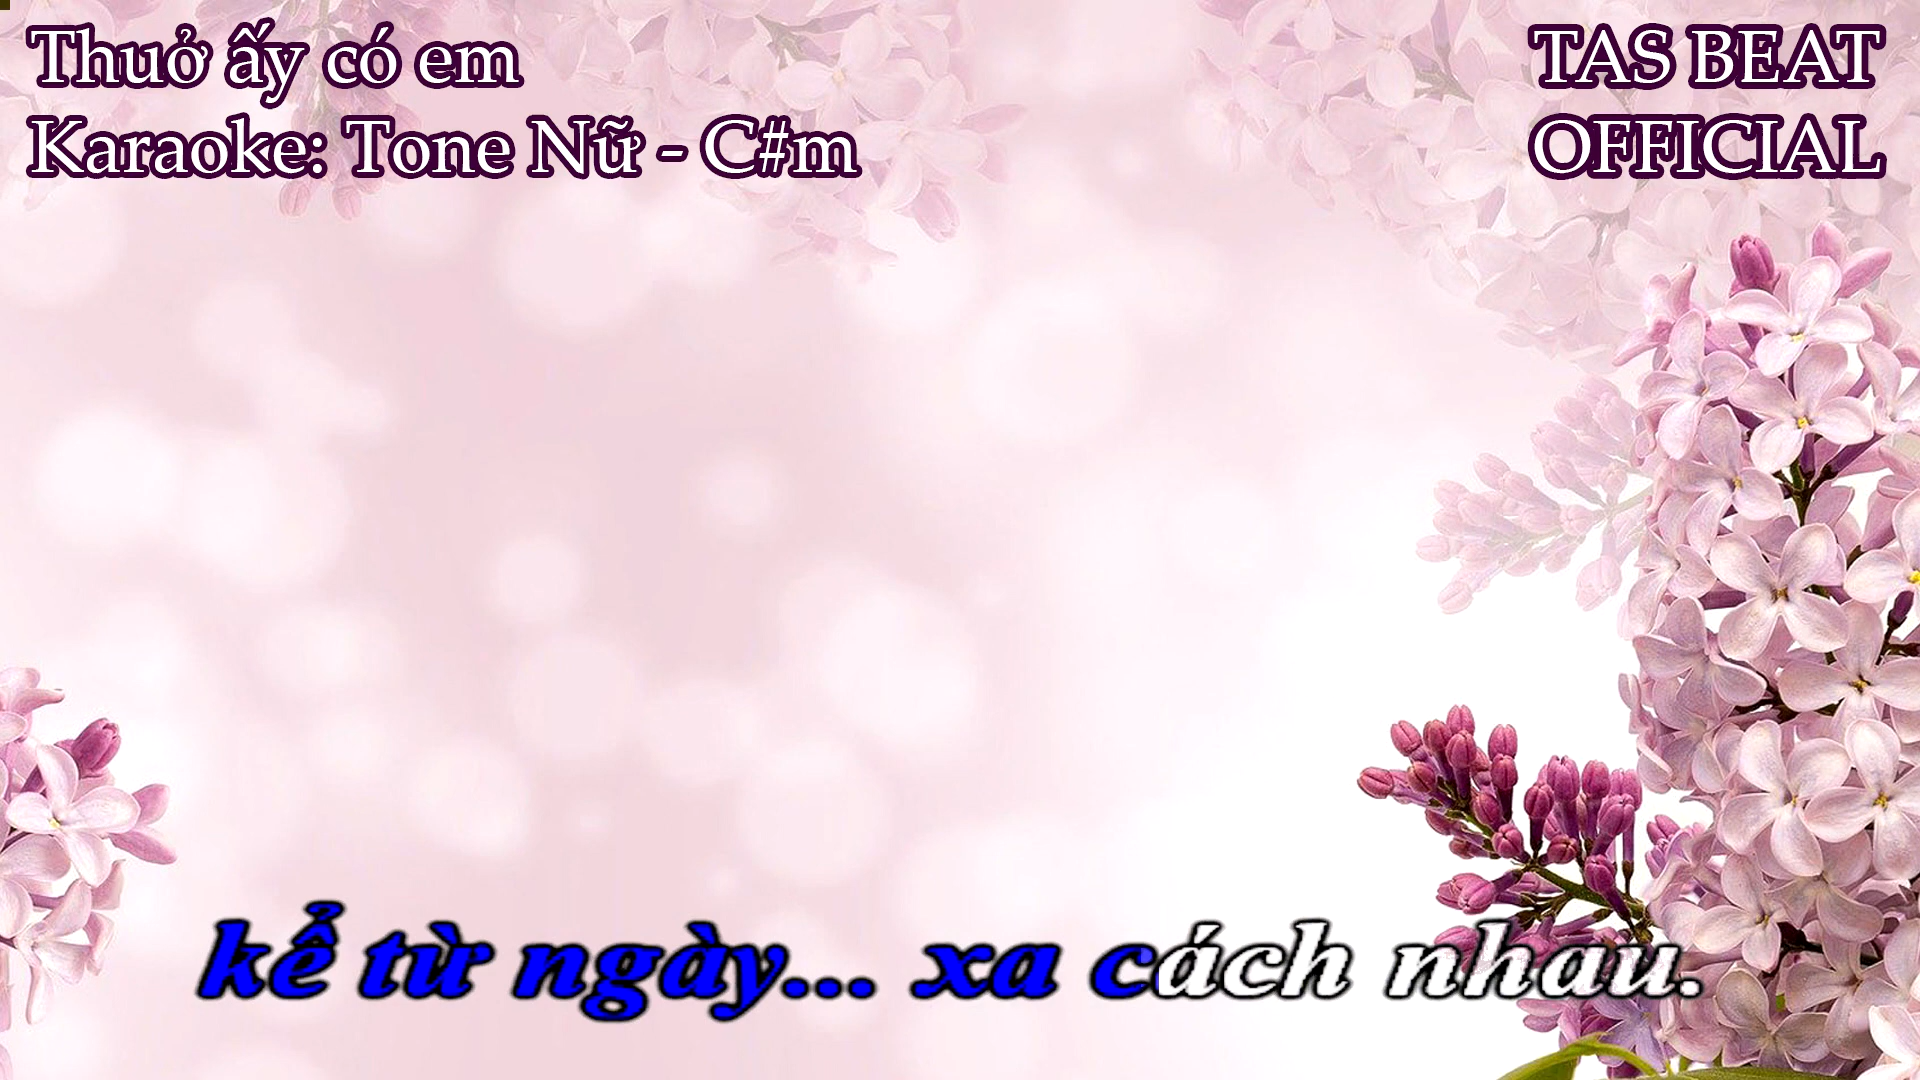 Thuở ấy có em
Karaoke: Tone Nữ - C#m
TAS BEAT
OFFICIAL
kể từ ngày... xa cách nhau.